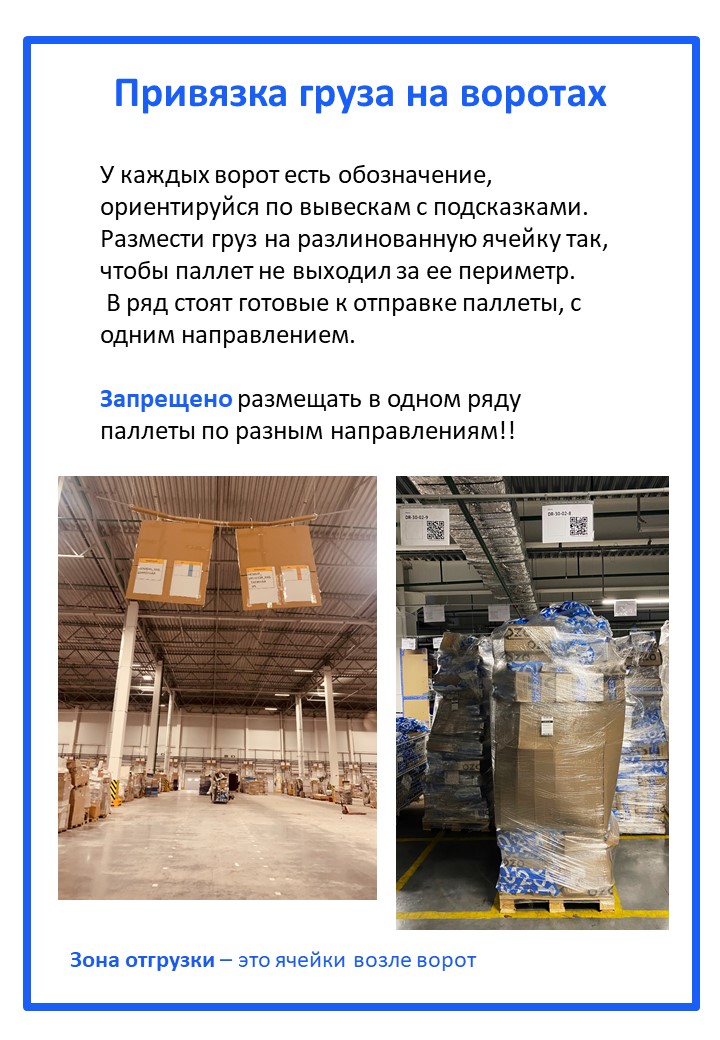 Привязка груза на воротах
У каждых ворот есть обозначение,
ориентируйся по вывескам с подсказками.
Размести груз на разлинованную ячейку так,
чтобы паллет не выходил за ее периметр.
В ряд стоят готовые к отправке паллеты, с
одним направлением.
Запрещено размещать в одном ряду
паллеты по разным направлениям!!
DR-30-02-9
DR-30-02-8
OZO
Зона отгрузки – это ячейки возле ворот